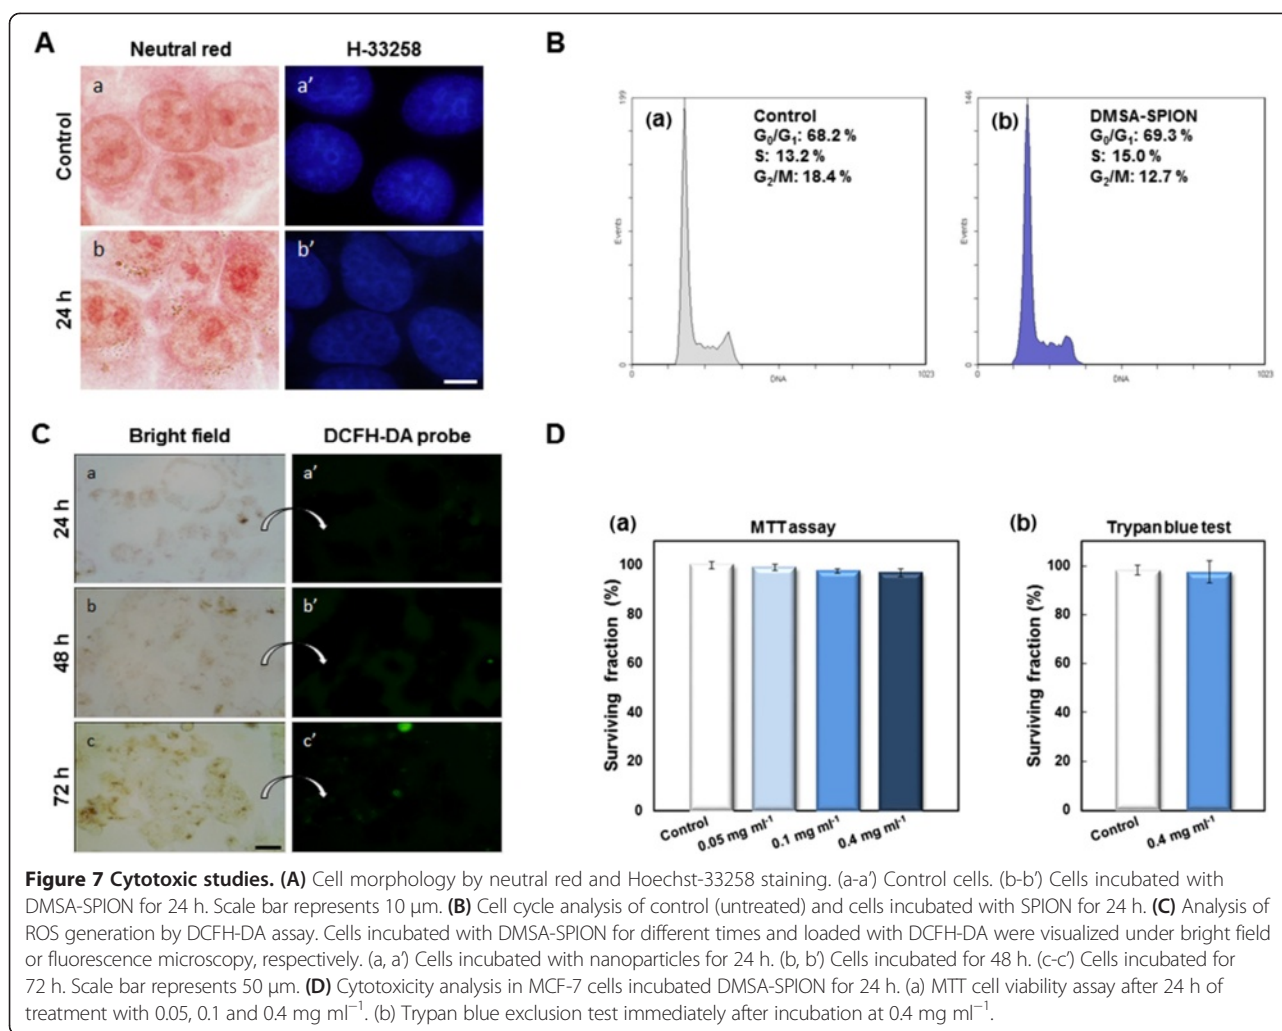 A
Neutral red
H-33258
Control
a
a′
24 h
b
b′
B
(a)
Control
G₀/G₁: 68.2 %
S: 13.2 %
G₂/M: 18.4 %
199
Events
0
0
DNA
1023
(b)
DMSA-SPION
G₀/G₁: 69.3 %
S: 15.0 %
G₂/M: 12.7 %
146
Events
0
0
DNA
1023
C
Bright field
DCFH-DA probe
24 h
a
a′
48 h
b
b′
72 h
c
c′
D
(a)
MTT assay
Surviving fraction (%)
100
80
60
40
20
0
Control
0.05 mg ml⁻¹
0.1 mg ml⁻¹
0.4 mg ml⁻¹
(b)
Trypan blue test
Surviving fraction (%)
100
80
60
40
20
0
Control
0.4 mg ml⁻¹
Figure 7 Cytotoxic studies. (A) Cell morphology by neutral red and Hoechst-33258 staining. (a-a′) Control cells. (b-b′) Cells incubated with
DMSA-SPION for 24 h. Scale bar represents 10 μm. (B) Cell cycle analysis of control (untreated) and cells incubated with SPION for 24 h. (C) Analysis of
ROS generation by DCFH-DA assay. Cells incubated with DMSA-SPION for different times and loaded with DCFH-DA were visualized under bright field
or fluorescence microscopy, respectively. (a, a′) Cells incubated with nanoparticles for 24 h. (b, b′) Cells incubated for 48 h. (c-c′) Cells incubated for
72 h. Scale bar represents 50 μm. (D) Cytotoxicity analysis in MCF-7 cells incubated DMSA-SPION for 24 h. (a) MTT cell viability assay after 24 h of
treatment with 0.05, 0.1 and 0.4 mg ml⁻¹. (b) Trypan blue exclusion test immediately after incubation at 0.4 mg ml⁻¹.